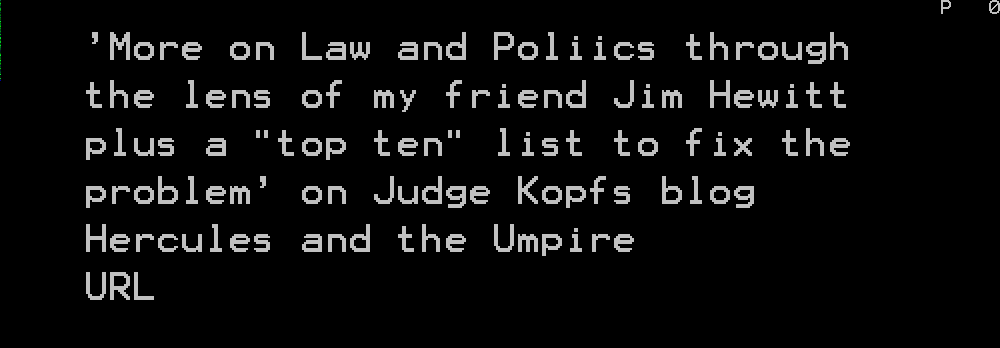 P 0
'More on Law and Poliics through
the lens of my friend Jim Hewitt
plus a "top ten" list to fix the
problem' on Judge Kopfs blog
Hercules and the Umpire
URL